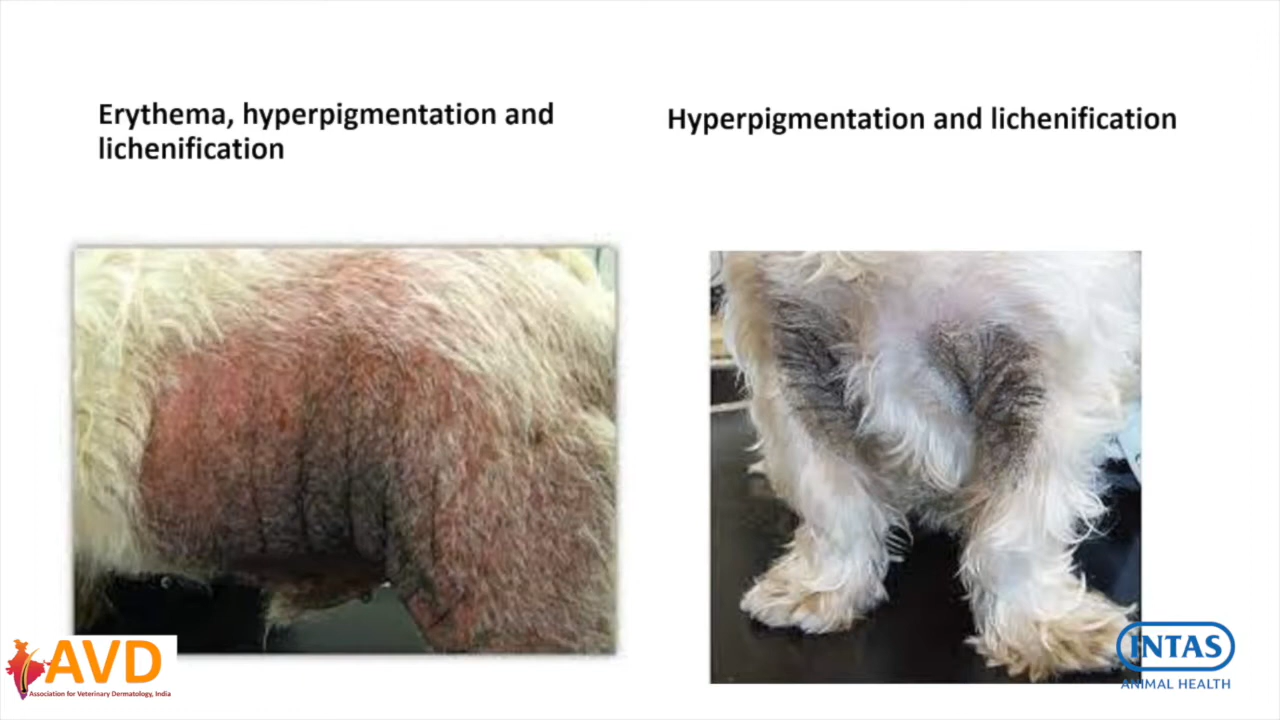 Erythema, hyperpigmentation and
lichenification
Hyperpigmentation and lichenification
AVD
Association for Veterinary Dermatology, India
INTAS
ANIMAL HEALTH